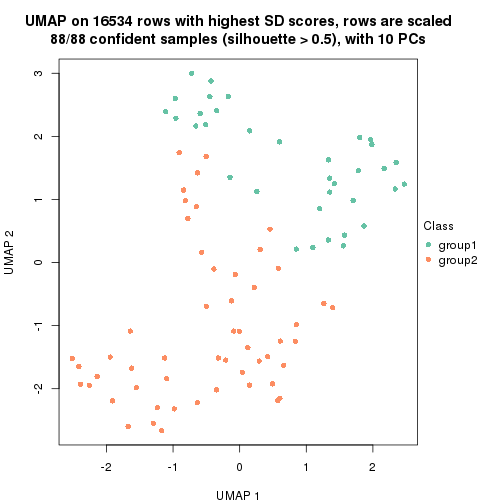 UMAP on 16534 rows with highest SD scores, rows are scaled
88/88 confident samples (silhouette > 0.5), with 10 PCs
3
2
1
0
-1
-2
UMAP 2
-2 -1 0 1 2
UMAP 1
Class
group1
group2